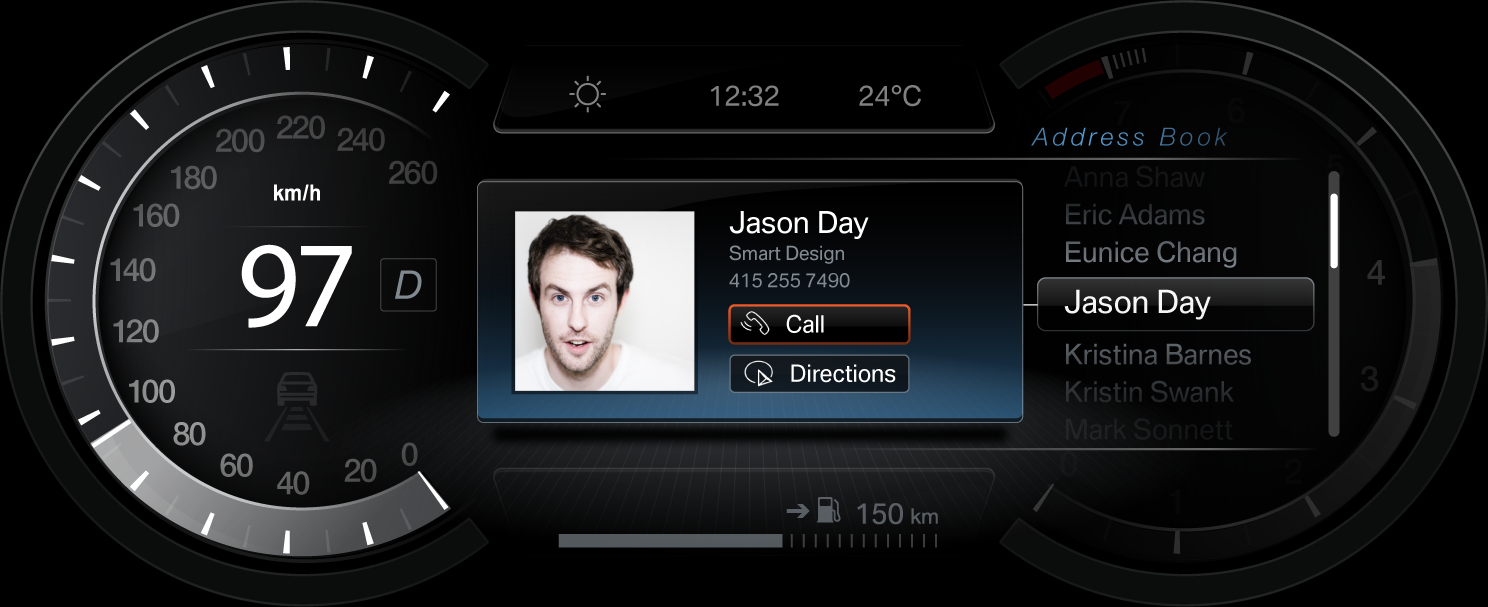 200
220
240
180
260
160
140
120
100
80
60
40
20
0
km/h
97
D
12:32
24°C
Jason Day
Smart Design
415 255 7490
Call
Directions
150 km
7
6
Address Book
Anna Shaw
Eric Adams
Eunice Chang
Jason Day
Kristina Barnes
Kristin Swank
Mark Sonnett
4
3
2
1
0